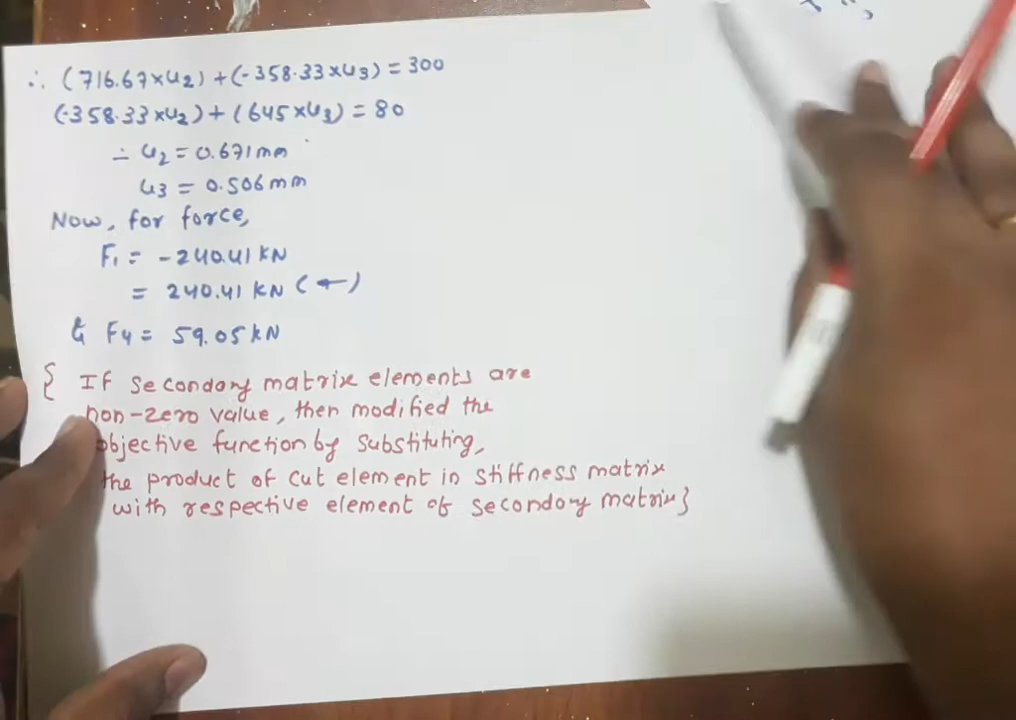 ∴ (716.67×u2)+(-358.33×u3)=300
(-358.33×u2)+(645×u3)=80
∴ u2=0.671mm
u3=0.506mm
Now, for force,
F1= -240.41 KN
= 240.41 KN (←)
& F4= 59.05 kN
{ If secondary matrix elements are
non-zero value, then modified the
objective function by substituting,
the product of cut element in stiffness matrix
with respective element of secondary matrix}